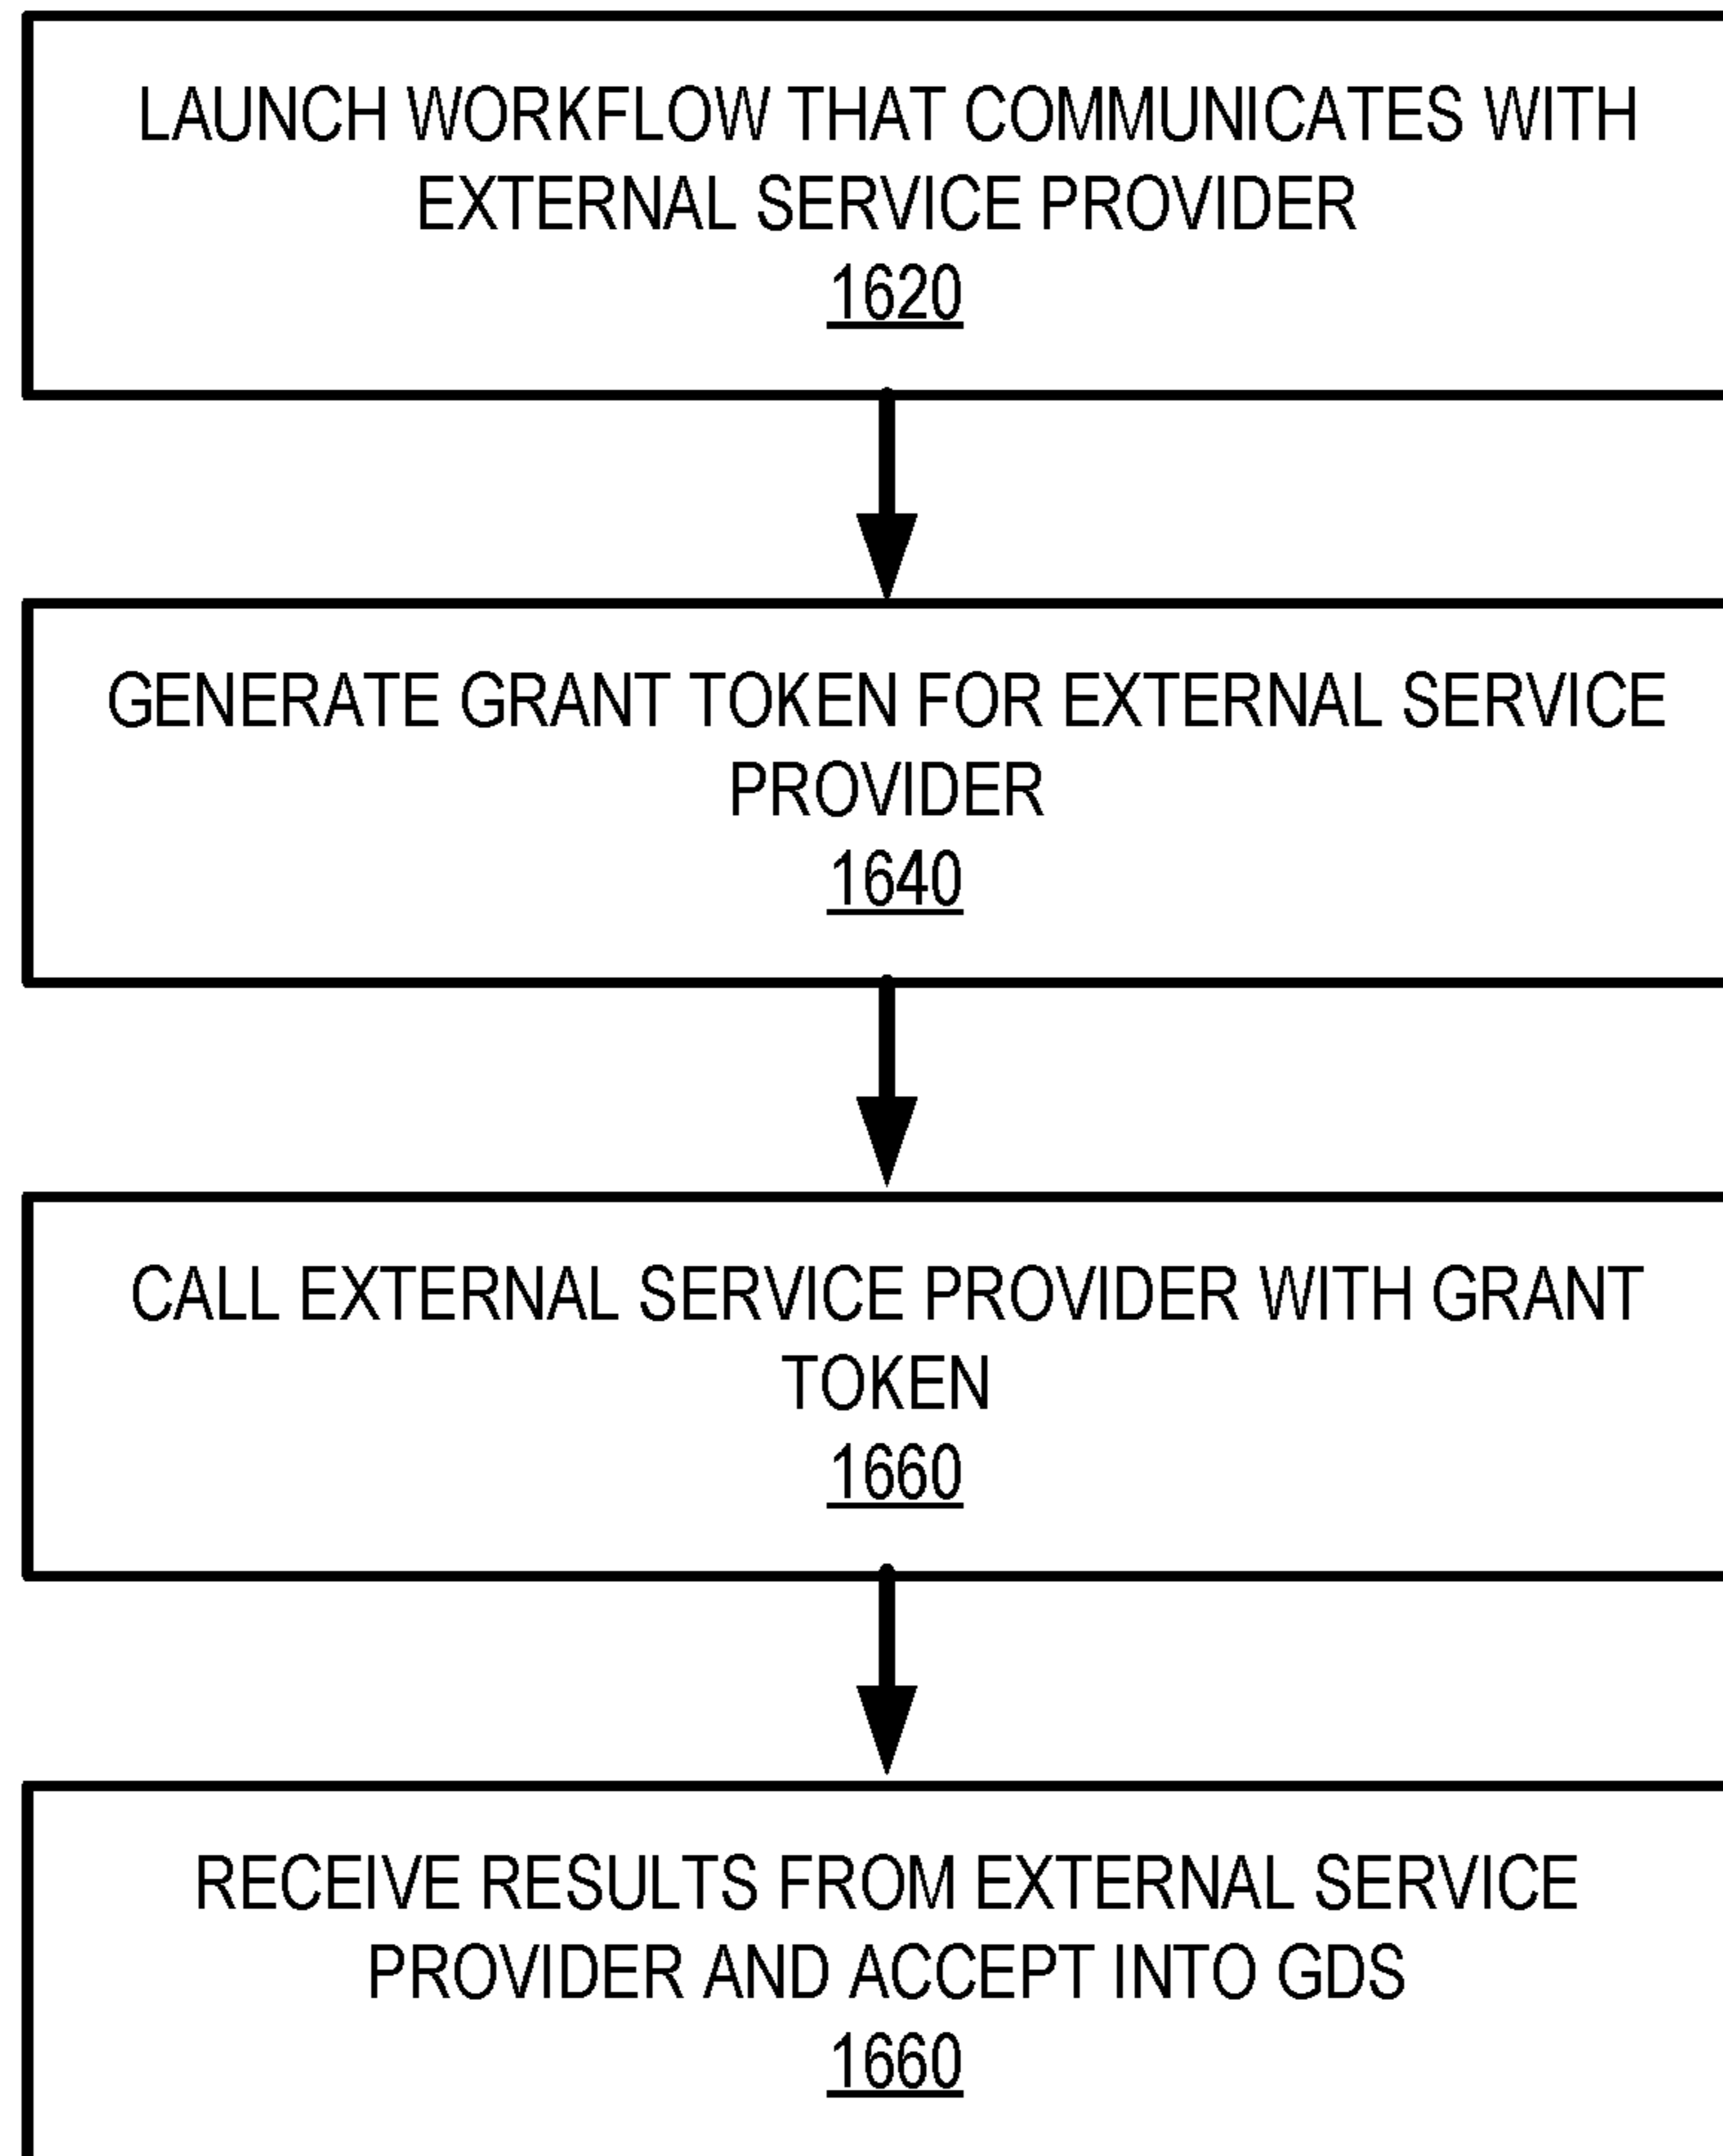 LAUNCH WORKFLOW THAT COMMUNICATES WITH
EXTERNAL SERVICE PROVIDER
1620
GENERATE GRANT TOKEN FOR EXTERNAL SERVICE
PROVIDER
1640
CALL EXTERNAL SERVICE PROVIDER WITH GRANT
TOKEN
1660
RECEIVE RESULTS FROM EXTERNAL SERVICE
PROVIDER AND ACCEPT INTO GDS
1660